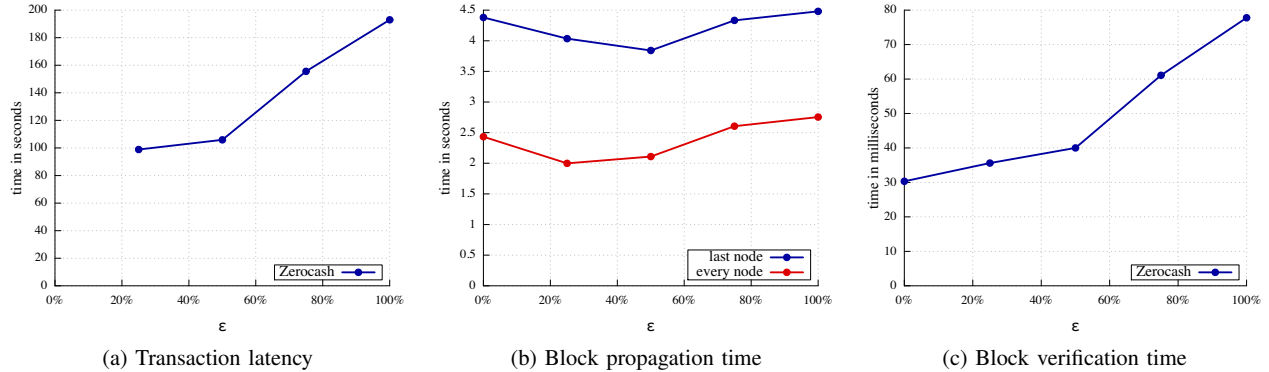 200
180
160
140
120
100
80
60
40
20
0
time in seconds
Zerocash
0% 20% 40% 60% 80% 100%
ε
(a) Transaction latency
4.5
4
3.5
3
2.5
2
1.5
1
0.5
0
time in seconds
last node
every node
0% 20% 40% 60% 80% 100%
ε
(b) Block propagation time
80
70
60
50
40
30
20
10
0
time in milliseconds
Zerocash
0% 20% 40% 60% 80% 100%
ε
(c) Block verification time